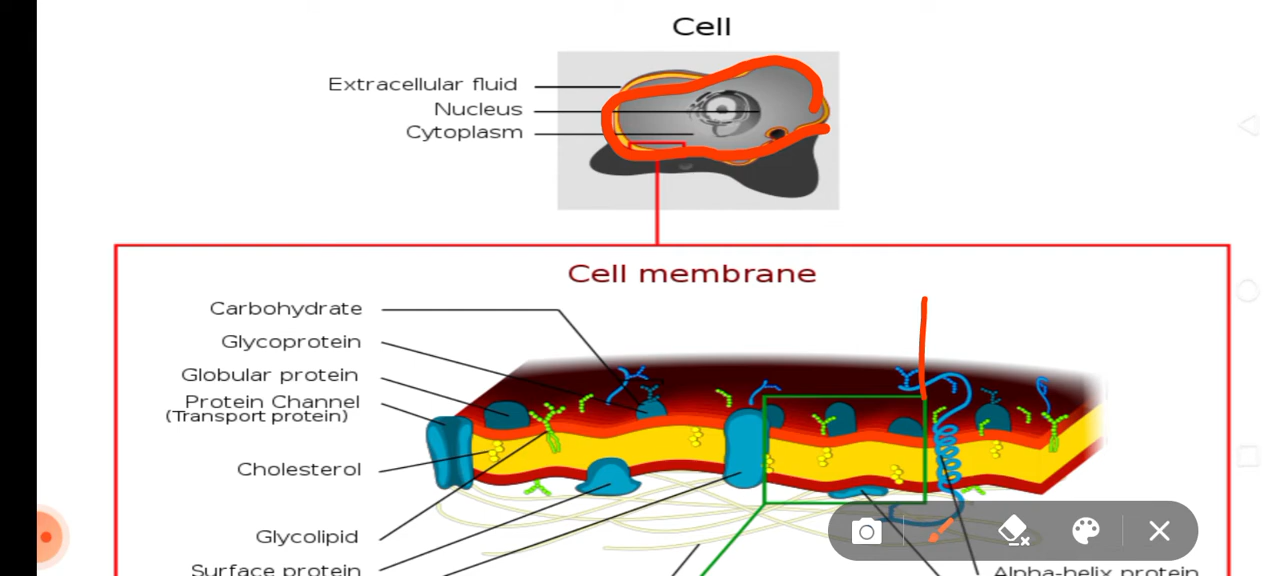 Cell
Extracellular fluid
Nucleus
Cytoplasm
Cell membrane
Carbohydrate
Glycoprotein
Globular protein
Protein Channel
(Transport protein)
Cholesterol
Glycolipid
Surface protein
Alpha-helix protein